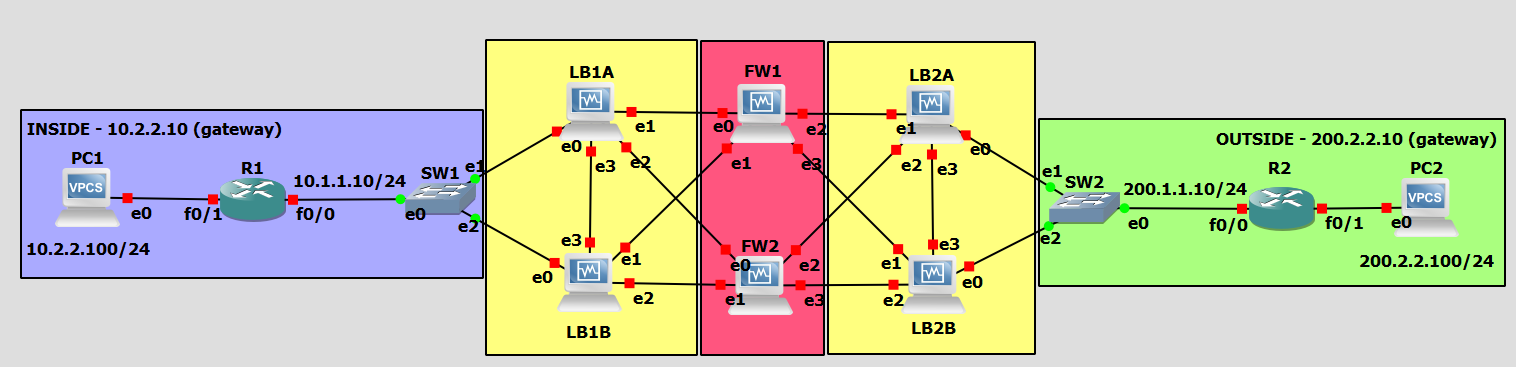 INSIDE - 10.2.2.10 (gateway)
PC1
VPCS
e0
10.2.2.100/24
R1
f0/1
f0/0
10.1.1.10/24
SW1
e0
e1
e2
LB1A
e0
e1
e2
e3
LB1B
e0
e1
e2
e3
FW1
e0
e1
e2
e3
FW2
e0
e1
e2
e3
LB2A
e1
e0
e2
e3
LB2B
e1
e0
e2
e3
OUTSIDE - 200.2.2.10 (gateway)
SW2
e1
e2
e0
200.1.1.10/24
R2
f0/0
f0/1
PC2
VPCS
e0
200.2.2.100/24